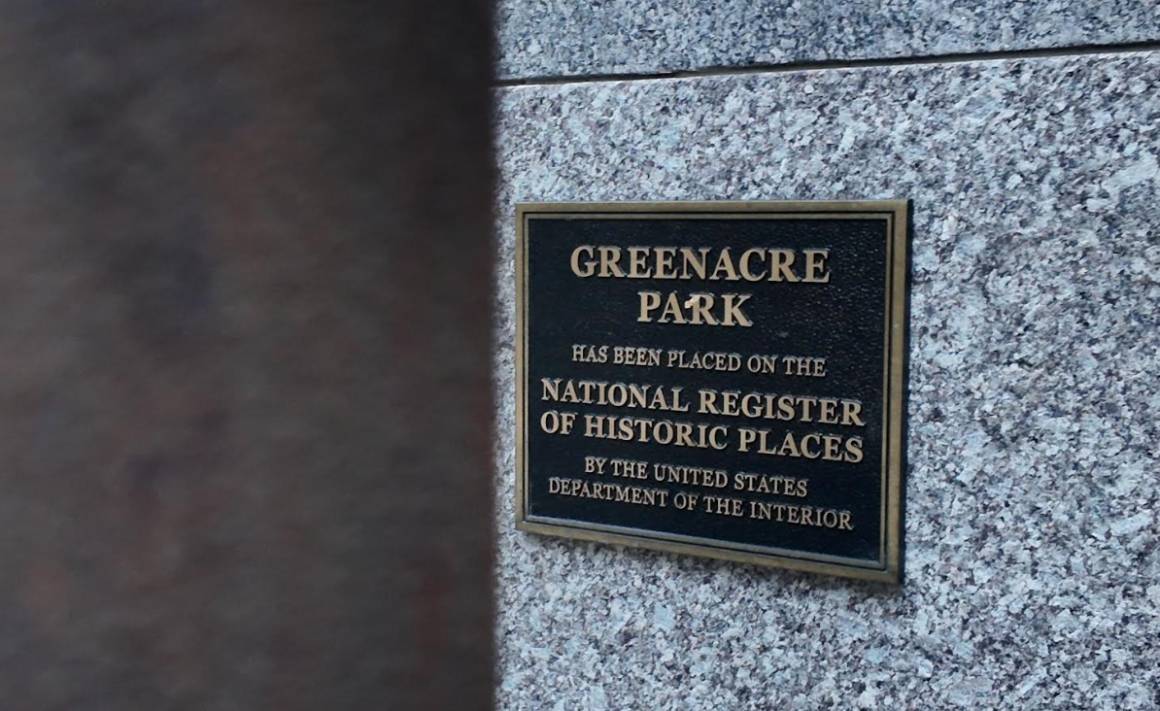 GREENACRE
PARK
HAS BEEN PLACED ON THE
NATIONAL REGISTER
OF HISTORIC PLACES
BY THE UNITED STATES
DEPARTMENT OF THE INTERIOR